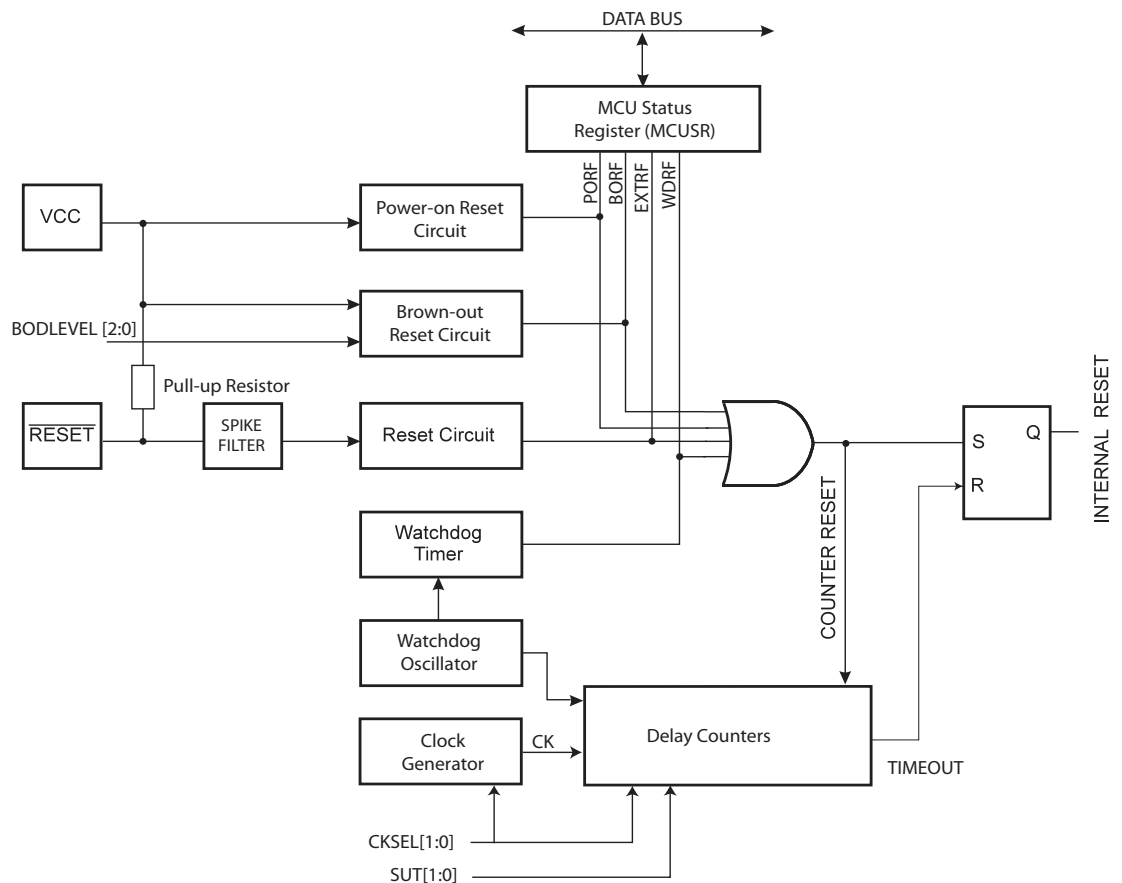 DATA BUS
MCU Status
Register (MCUSR)
PORF
BORF
EXTRF
WDRF
VCC
Power-on Reset
Circuit
BODLEVEL [2:0]
Brown-out
Reset Circuit
Pull-up Resistor
RESET
SPIKE
FILTER
Reset Circuit
S
Q
R
INTERNAL RESET
COUNTER RESET
Watchdog
Timer
Watchdog
Oscillator
Clock
Generator
CK
Delay Counters
TIMEOUT
CKSEL[1:0]
SUT[1:0]